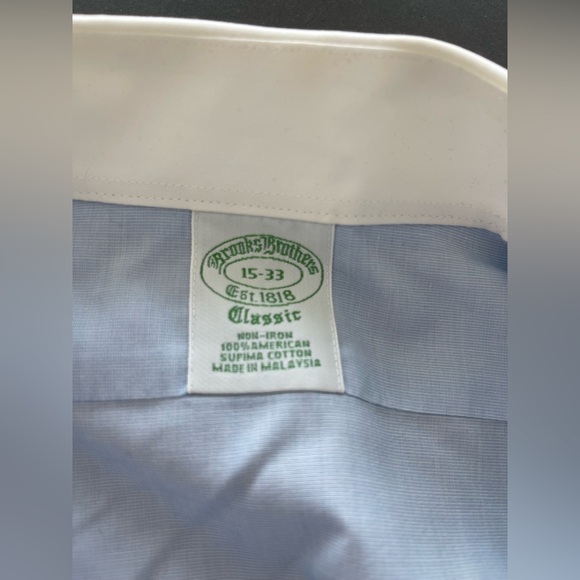 Brooks Brothers
15-33
Est. 1818
Classic
NON-IRON
100% AMERICAN
SUPIMA COTTON
MADE IN MALAYSIA